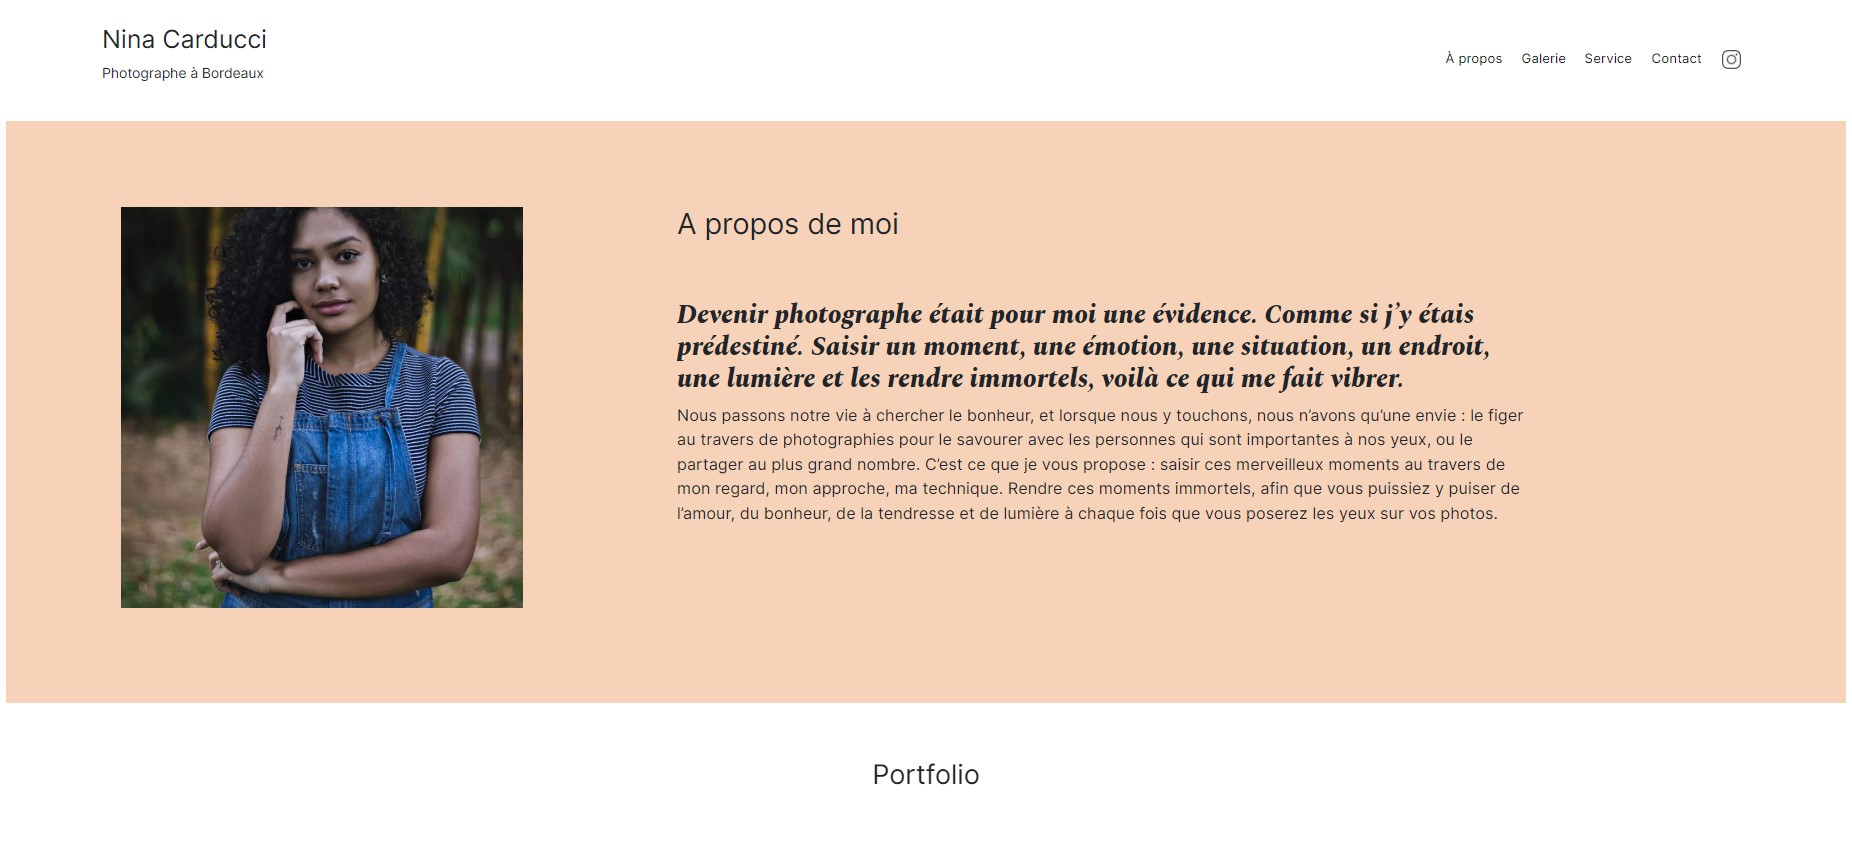 Nina Carducci
Photographe à Bordeaux
À propos Galerie Service Contact
A propos de moi
Devenir photographe était pour moi une évidence. Comme si j’y étais
prédestiné. Saisir un moment, une émotion, une situation, un endroit,
une lumière et les rendre immortels, voilà ce qui me fait vibrer.
Nous passons notre vie à chercher le bonheur, et lorsque nous y touchons, nous n’avons qu’une envie : le figer
au travers de photographies pour le savourer avec les personnes qui sont importantes à nos yeux, ou le
partager au plus grand nombre. C’est ce que je vous propose : saisir ces merveilleux moments au travers de
mon regard, mon approche, ma technique. Rendre ces moments immortels, afin que vous puissiez y puiser de
l’amour, du bonheur, de la tendresse et de lumière à chaque fois que vous poserez les yeux sur vos photos.
Portfolio